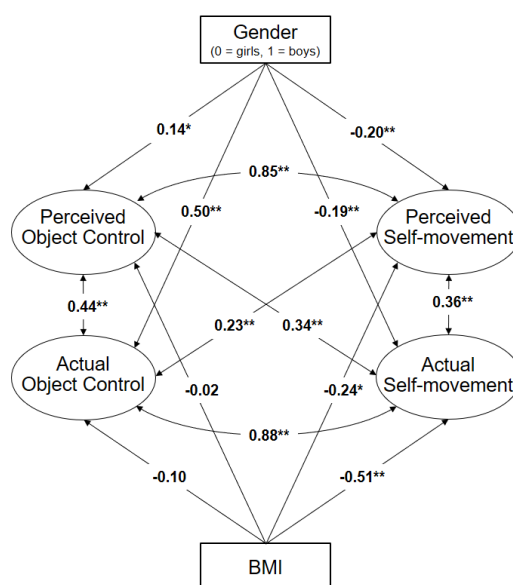 Gender
(0 = girls, 1 = boys)
0.14*
-0.20**
0.85**
Perceived
Object Control
0.50**
-0.19**
Perceived
Self-movement
0.44**
0.23**
0.34**
0.36**
Actual
Object Control
-0.02
-0.24*
Actual
Self-movement
0.88**
-0.10
-0.51**
BMI